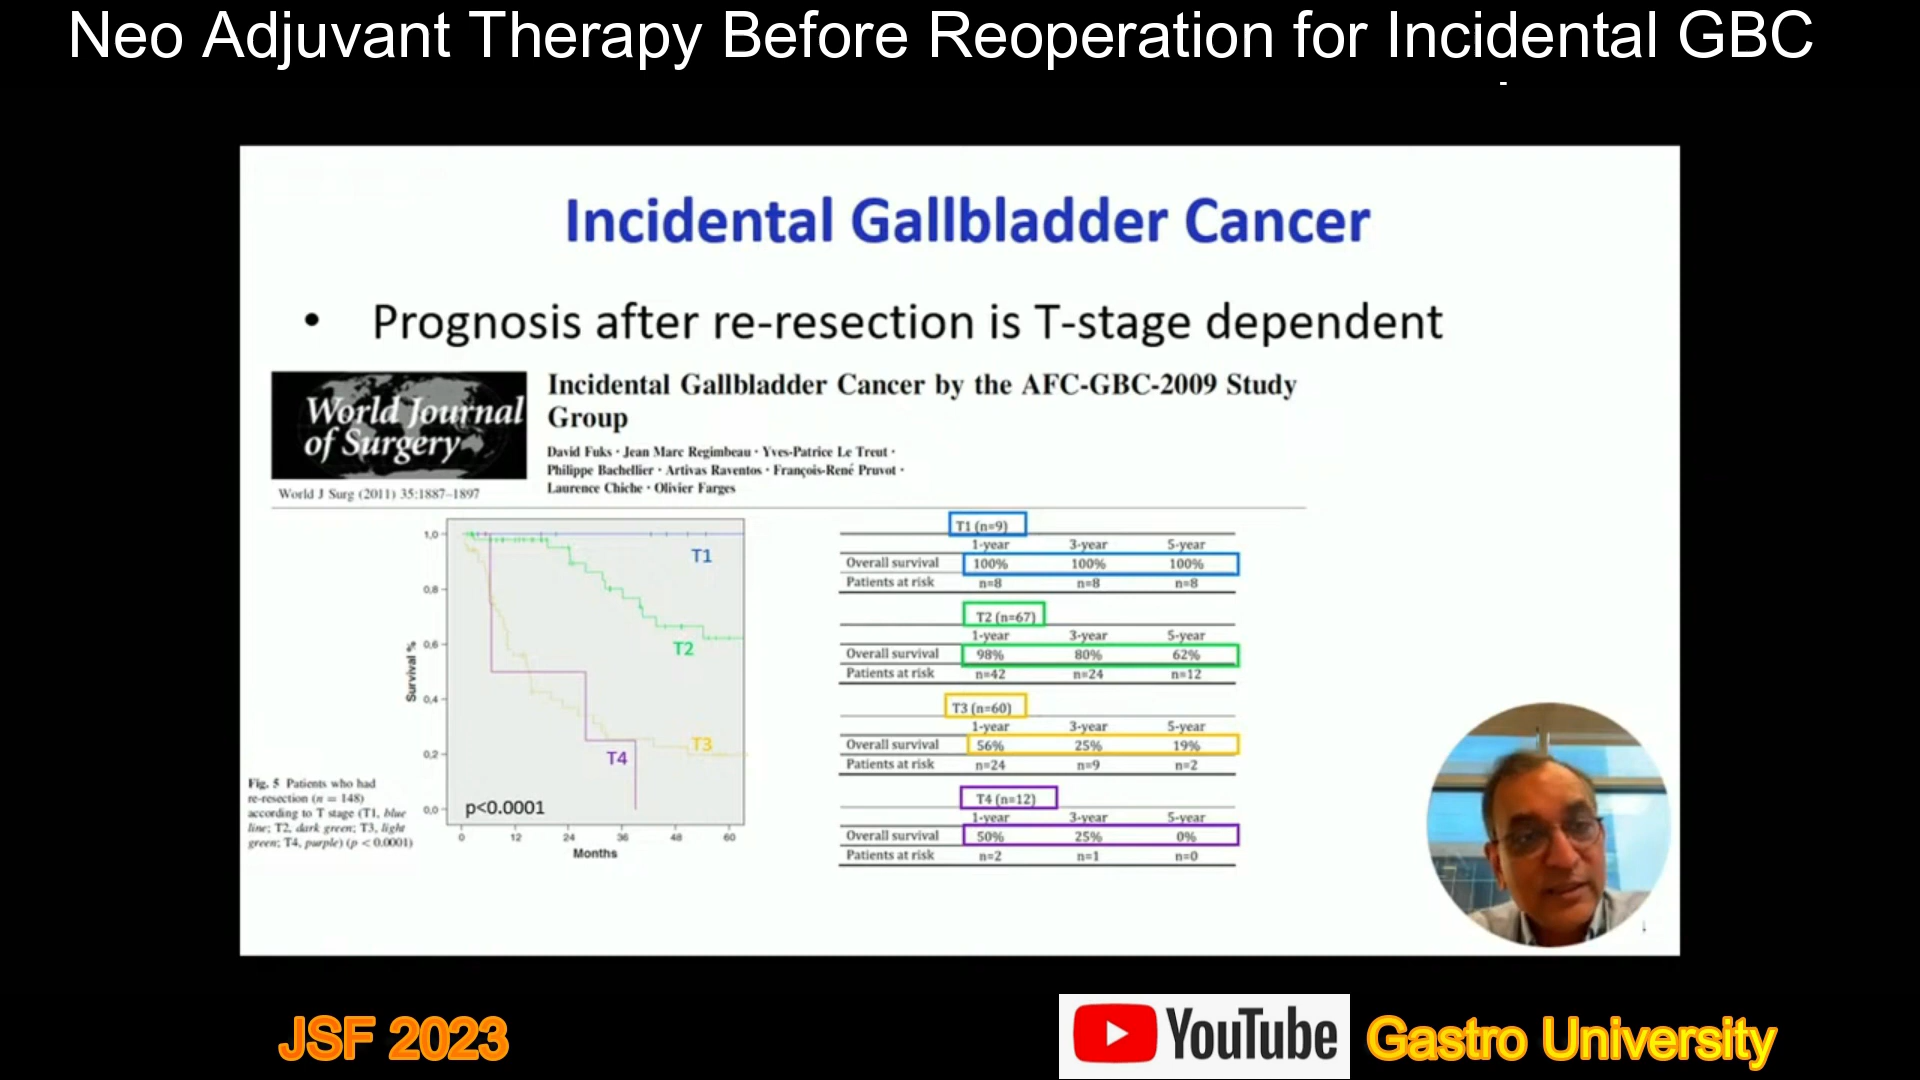 Neo Adjuvant Therapy Before Reoperation for Incidental GBC
Incidental Gallbladder Cancer
• Prognosis after re-resection is T-stage dependent
World Journal
of Surgery
World J Surg (2011) 35:1887–1897
Incidental Gallbladder Cancer by the AFC-GBC-2009 Study
Group
David Fuks · Jean Marc Regimbeau · Yves-Patrice Le Treut ·
Philippe Bachellier · Artivas Raventos · François-René Pruvot ·
Laurence Chiche · Olivier Farges
Survival %
1,0
0,8
0,6
0,4
0,2
0,0
T1
T2
T3
T4
p<0.0001
0 12 24 36 48 60
Months
Fig. 5 Patients who had
re-resection (n = 148)
according to T stage (T1, blue
line; T2, dark green; T3, light
green; T4, purple) (p < 0.0001)
T1 (n=9)
1-year 3-year 5-year
Overall survival 100% 100% 100%
Patients at risk n=8 n=8 n=8
T2 (n=67)
1-year 3-year 5-year
Overall survival 98% 80% 62%
Patients at risk n=42 n=24 n=12
T3 (n=60)
1-year 3-year 5-year
Overall survival 56% 25% 19%
Patients at risk n=24 n=9 n=2
T4 (n=12)
1-year 3-year 5-year
Overall survival 50% 25% 0%
Patients at risk n=2 n=1 n=0
JSF 2023
YouTube
Gastro University